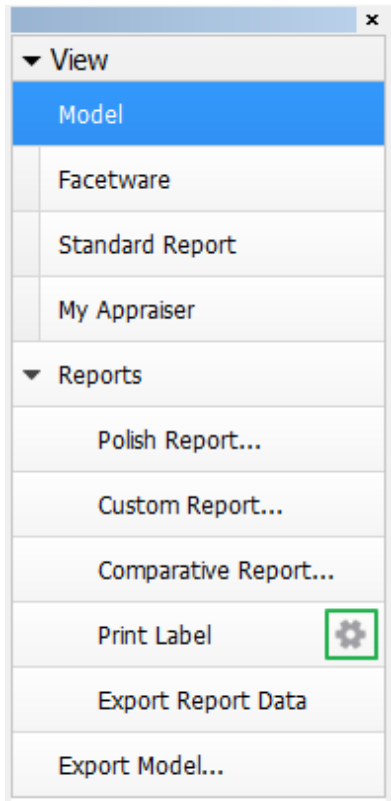 View
Model
Facetware
Standard Report
My Appraiser
Reports
Polish Report...
Custom Report...
Comparative Report...
Print Label
Export Report Data
Export Model...